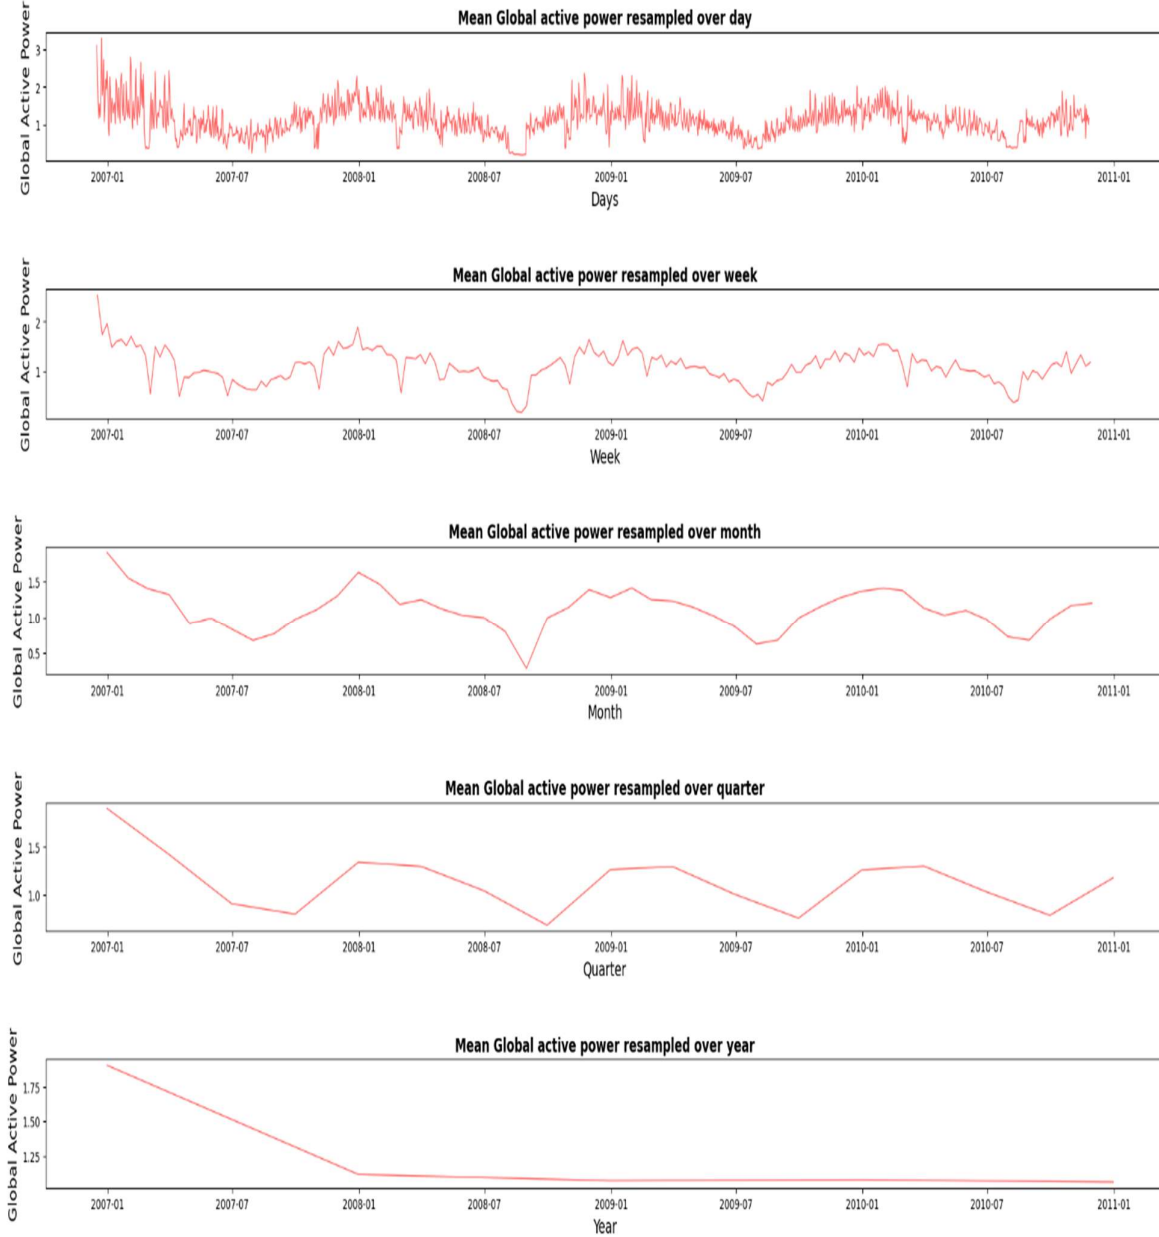 Mean Global active power resampled over day
Global Active Power
3
2
1
2007-01 2007-07 2008-01 2008-07 2009-01 2009-07 2010-01 2010-07 2011-01
Days
Mean Global active power resampled over week
Global Active Power
2
1
2007-01 2007-07 2008-01 2008-07 2009-01 2009-07 2010-01 2010-07 2011-01
Week
Mean Global active power resampled over month
Global Active Power
1.5
1.0
0.5
2007-01 2007-07 2008-01 2008-07 2009-01 2009-07 2010-01 2010-07 2011-01
Month
Mean Global active power resampled over quarter
Global Active Power
1.5
1.0
2007-01 2007-07 2008-01 2008-07 2009-01 2009-07 2010-01 2010-07 2011-01
Quarter
Mean Global active power resampled over year
Global Active Power
1.75
1.50
1.25
2007-01 2007-07 2008-01 2008-07 2009-01 2009-07 2010-01 2010-07 2011-01
Year